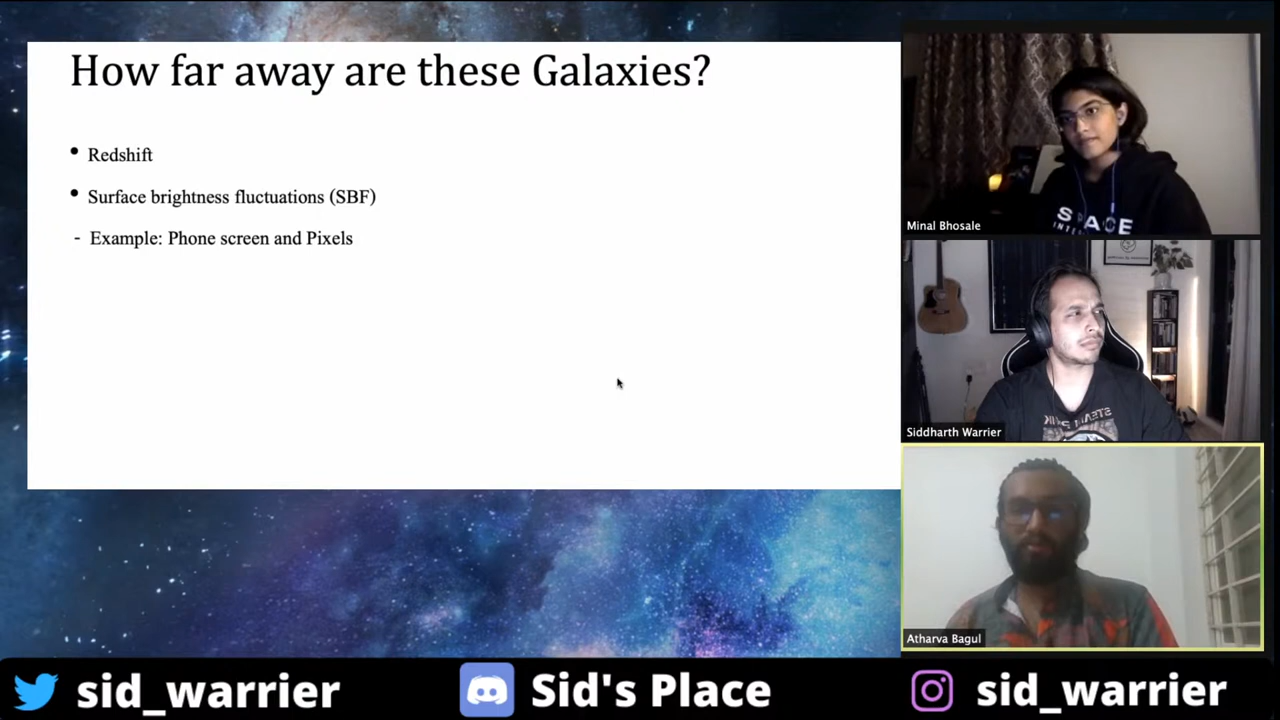 How far away are these Galaxies?
• Redshift
• Surface brightness fluctuations (SBF)
- Example: Phone screen and Pixels
SPACE
Minal Bhosale
Siddharth Warrier
Atharva Bagul
sid_warrier
Sid's Place
sid_warrier